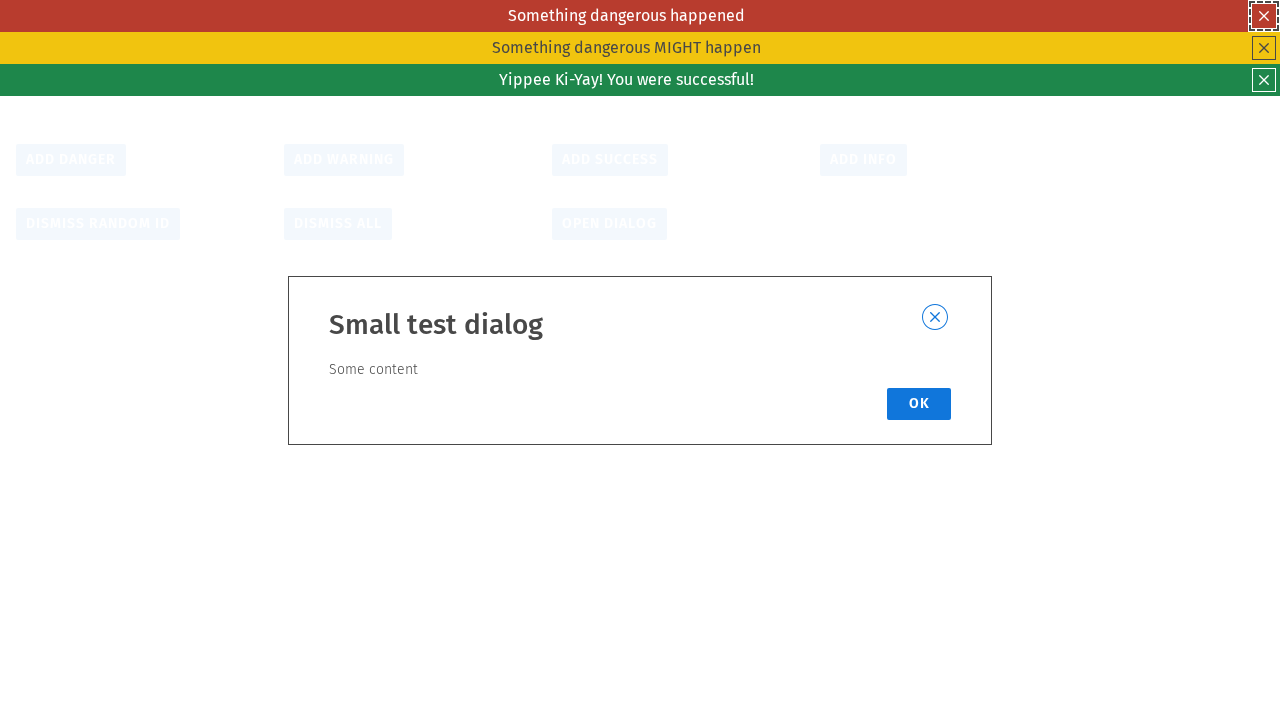 Something dangerous happened
Something dangerous MIGHT happen
Yippee Ki-Yay! You were successful!
ADD DANGER
ADD WARNING
ADD SUCCESS
ADD INFO
DISMISS RANDOM ID
DISMISS ALL
OPEN DIALOG
Small test dialog
Some content
OK